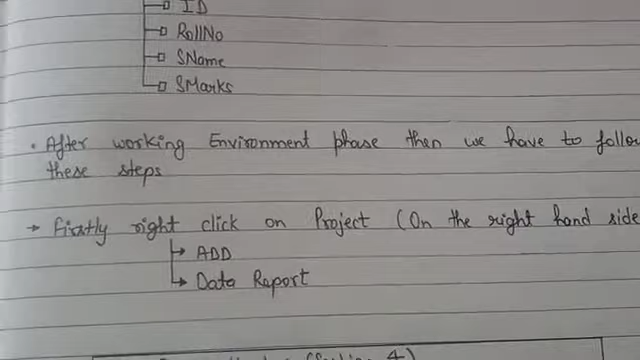 ID
RollNo
SName
SMarks
• After working Environment phase then we have to follo
these steps
→ Firstly right click on Project (On the right hand side
→ ADD
→ Data Report
4)